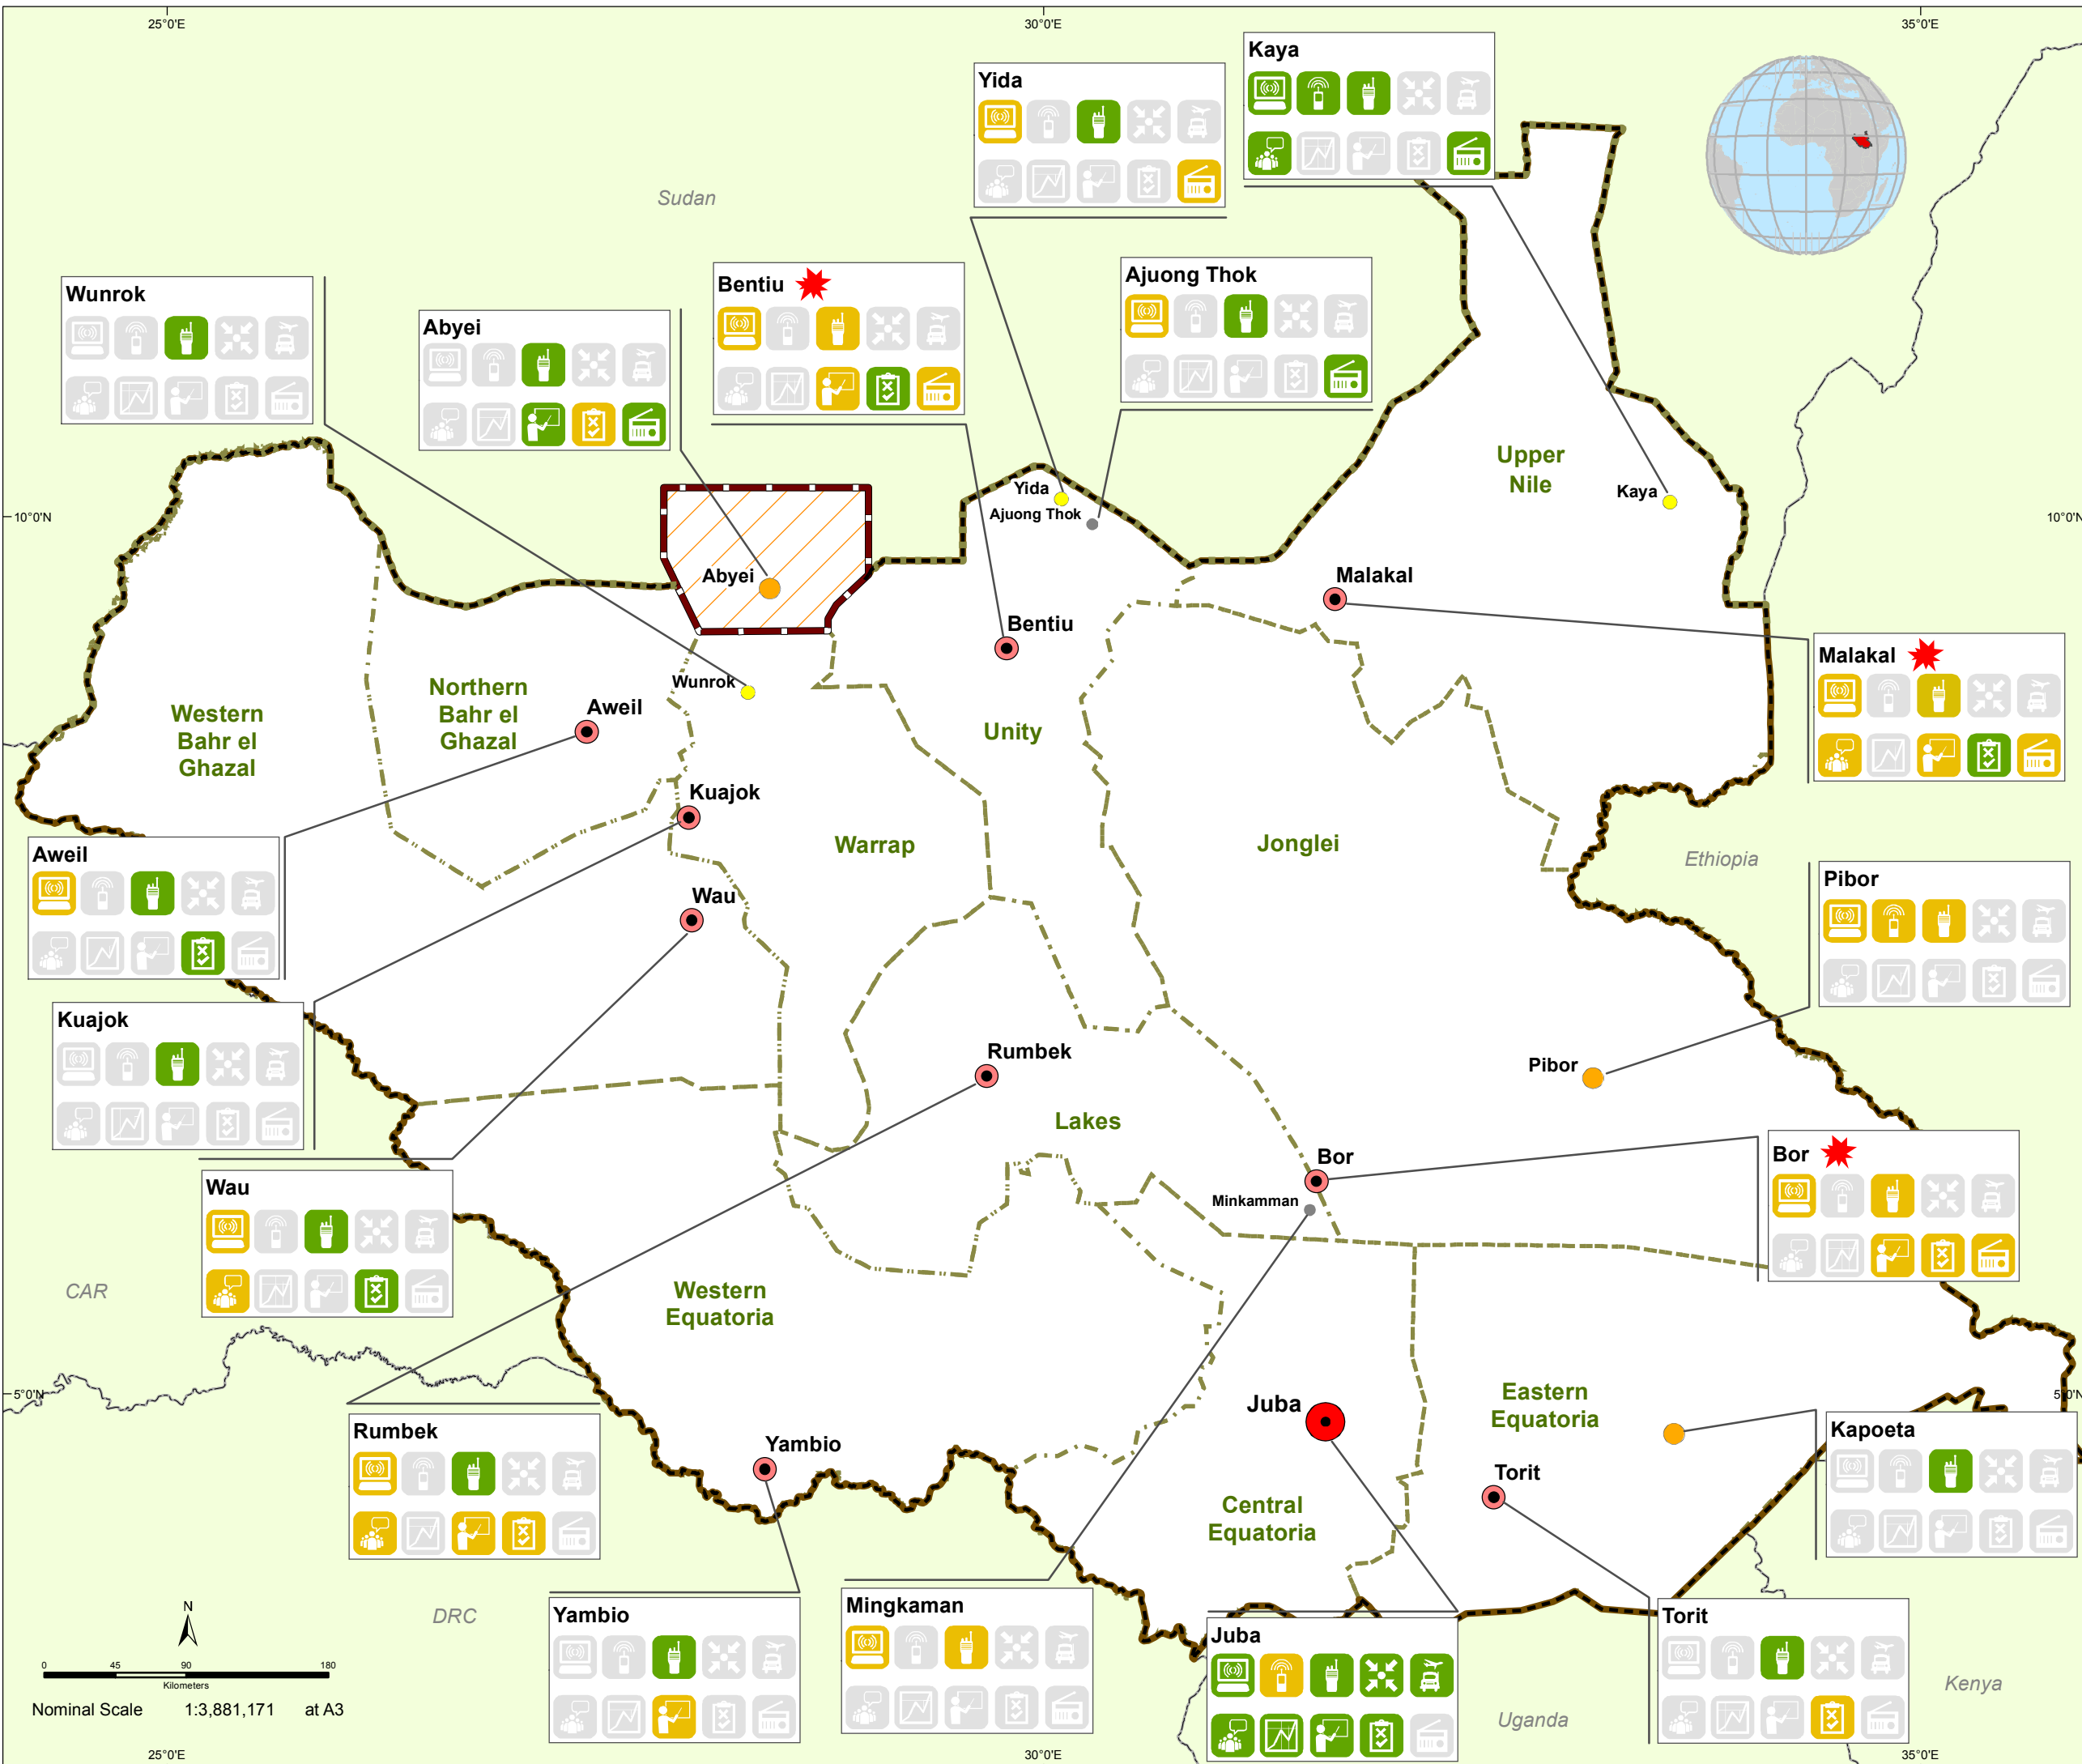 25°0'E
30°0'E
35°0'E
Kaya
Yida
Sudan
Bentiu
Ajuong Thok
Wunrok
Abyei
Upper
Nile
Yida
Kaya
Ajuong Thok
10°0'N
10°0'N
Abyei
Malakal
Bentiu
Malakal
Wunrok
Northern
Bahr el
Ghazal
Western
Bahr el
Ghazal
Aweil
Unity
Kuajok
Warrap
Jonglei
Ethiopia
Aweil
Pibor
Wau
Kuajok
Rumbek
Pibor
Lakes
Bor
Bor
Wau
Minkamman
CAR
Western
Equatoria
5°0'N
5°0'N
Eastern
Equatoria
Juba
Kapoeta
Rumbek
Yambio
Torit
Central
Equatoria
N
DRC
Yambio
Mingkaman
Juba
Torit
0 45 90 180
Kilometers
Kenya
Nominal Scale 1:3,881,171 at A3
Uganda
25°0'E
30°0'E
35°0'E